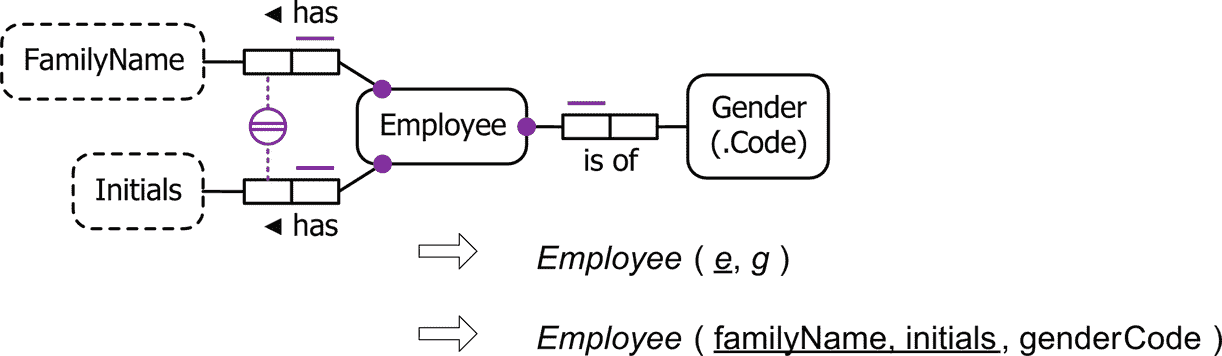 ◄ has
FamilyName
Employee
Gender
(.Code)
is of
Initials
◄ has
Employee ( e, g )
Employee ( familyName, initials, genderCode )